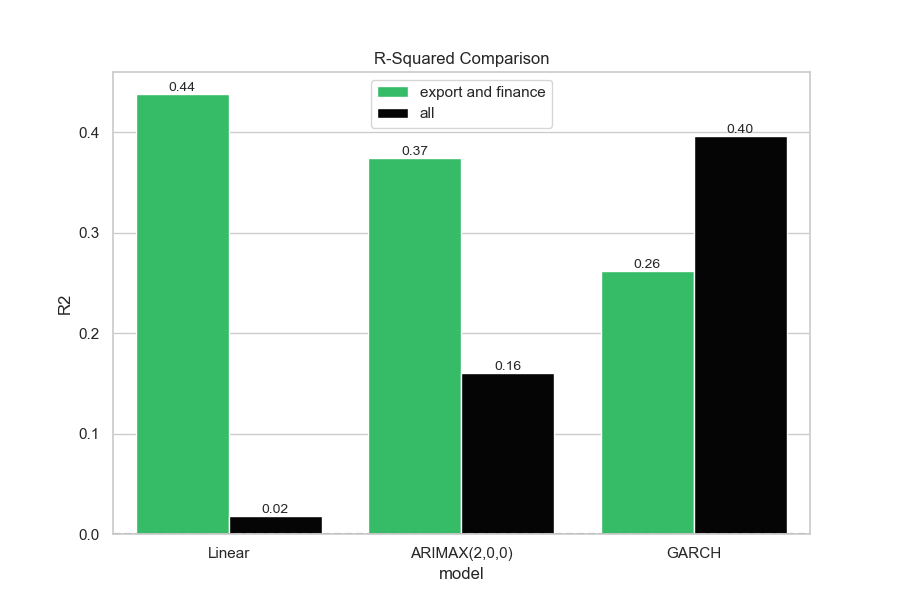 R-Squared Comparison
export and finance
all
0.44
0.02
0.37
0.16
0.26
0.40
R2
0.4
0.3
0.2
0.1
0.0
Linear
ARIMAX(2,0,0)
GARCH
model